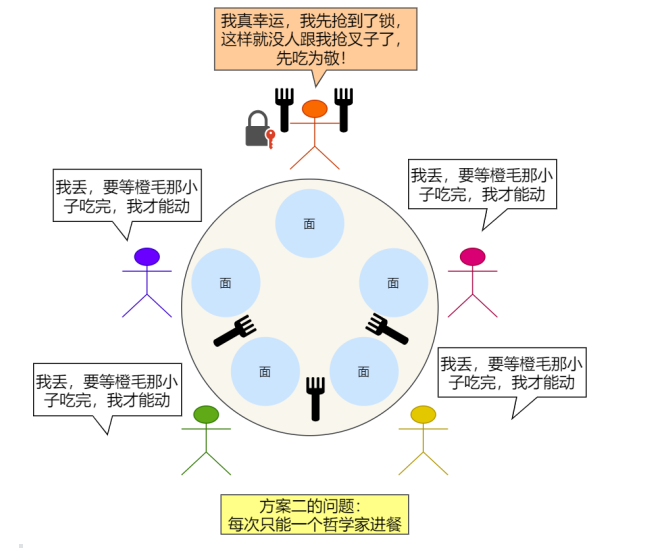 我真幸运，我先抢到了锁，
这样就没人跟我抢叉子了，
先吃为敬！
我丢，要等橙毛那小
子吃完，我才能动
我丢，要等橙毛那小
子吃完，我才能动
面
面
面
面
面
我丢，要等橙毛那小
子吃完，我才能动
我丢，要等橙毛那小
子吃完，我才能动
方案二的问题：
每次只能一个哲学家进餐